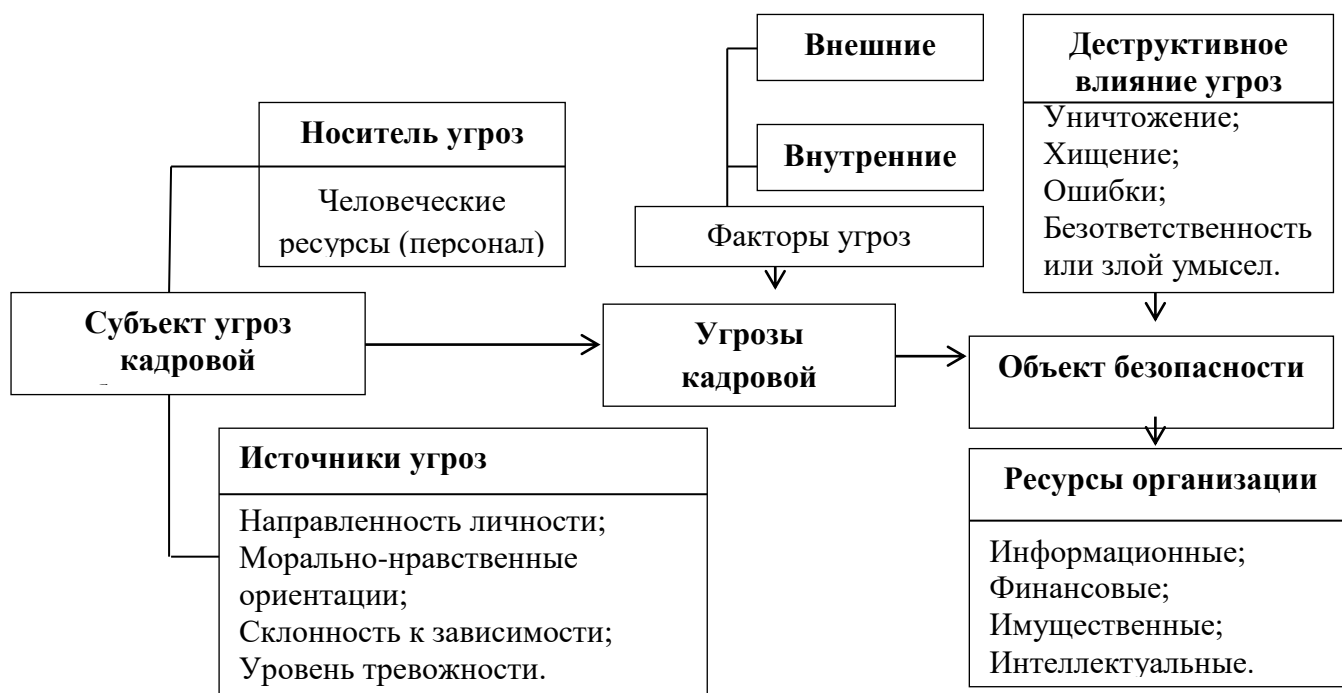 Внешние
Внутренние
Факторы угроз
Деструктивное
влияние угроз
Уничтожение;
Хищение;
Ошибки;
Безответственность
или злой умысел.
Носитель угроз
Человеческие
ресурсы (персонал)
Субъект угроз
кадровой
Угрозы
кадровой
Объект безопасности
Источники угроз
Направленность личности;
Морально-нравственные
ориентации;
Склонность к зависимости;
Уровень тревожности.
Ресурсы организации
Информационные;
Финансовые;
Имущественные;
Интеллектуальные.